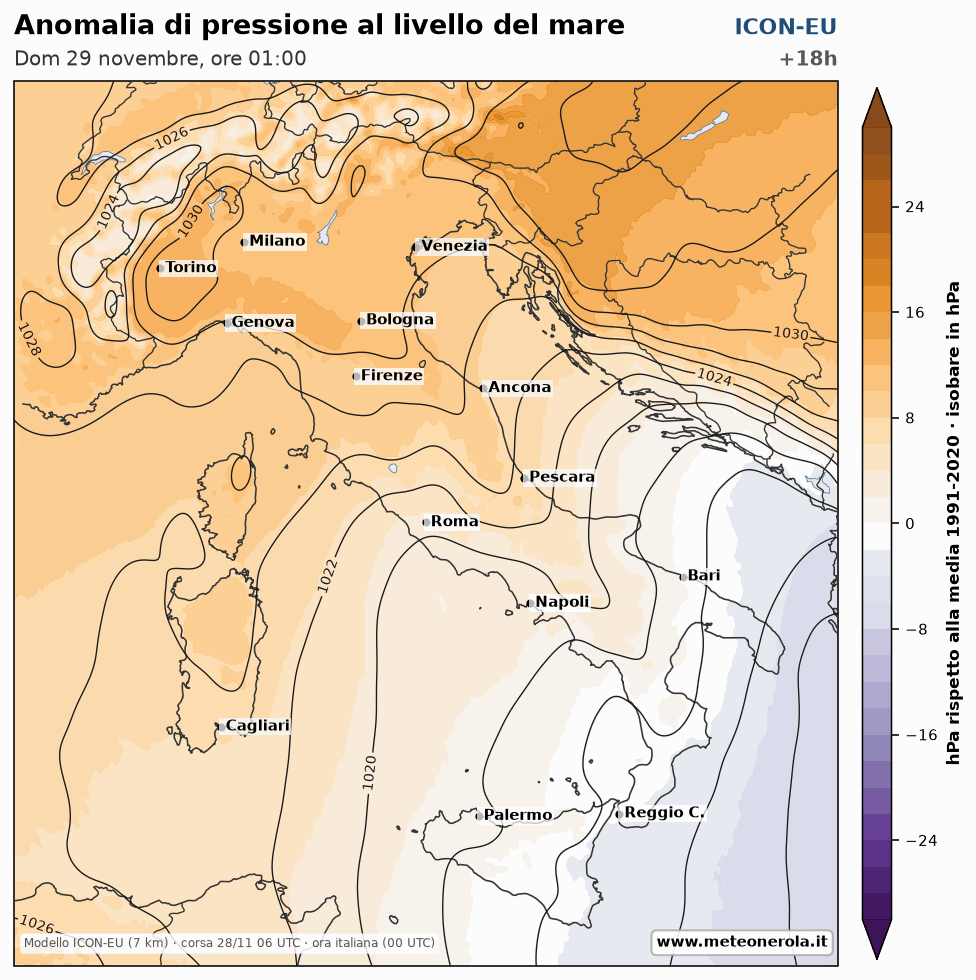 Anomalia di pressione al livello del mare
ICON-EU
Dom 29 novembre, ore 01:00
+18h
1026
1024
1030
Milano
Venezia
Torino
Genova
Bologna
1028
1030
Firenze
1024
Ancona
Pescara
Roma
1022
Bari
Napoli
Cagliari
1020
Palermo
Reggio C.
1026
Modello ICON-EU (7 km) · corsa 28/11 06 UTC · ora italiana (00 UTC)
www.meteonerola.it
24
16
8
0
−8
−16
−24
hPa rispetto alla media 1991-2020 · isobare in hPa